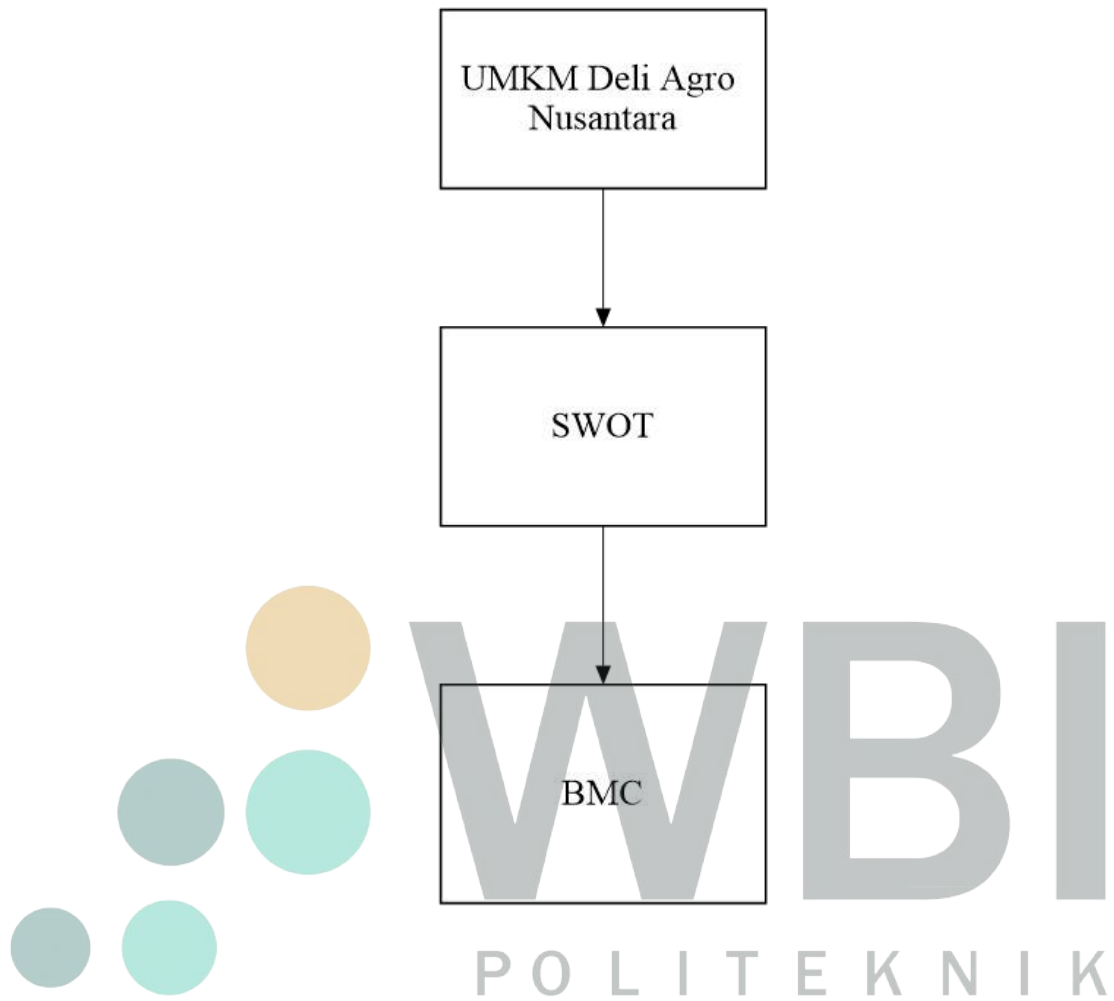 UMKM Deli Agro
Nusantara
SWOT
BMC
WBI
POLITEKNIK